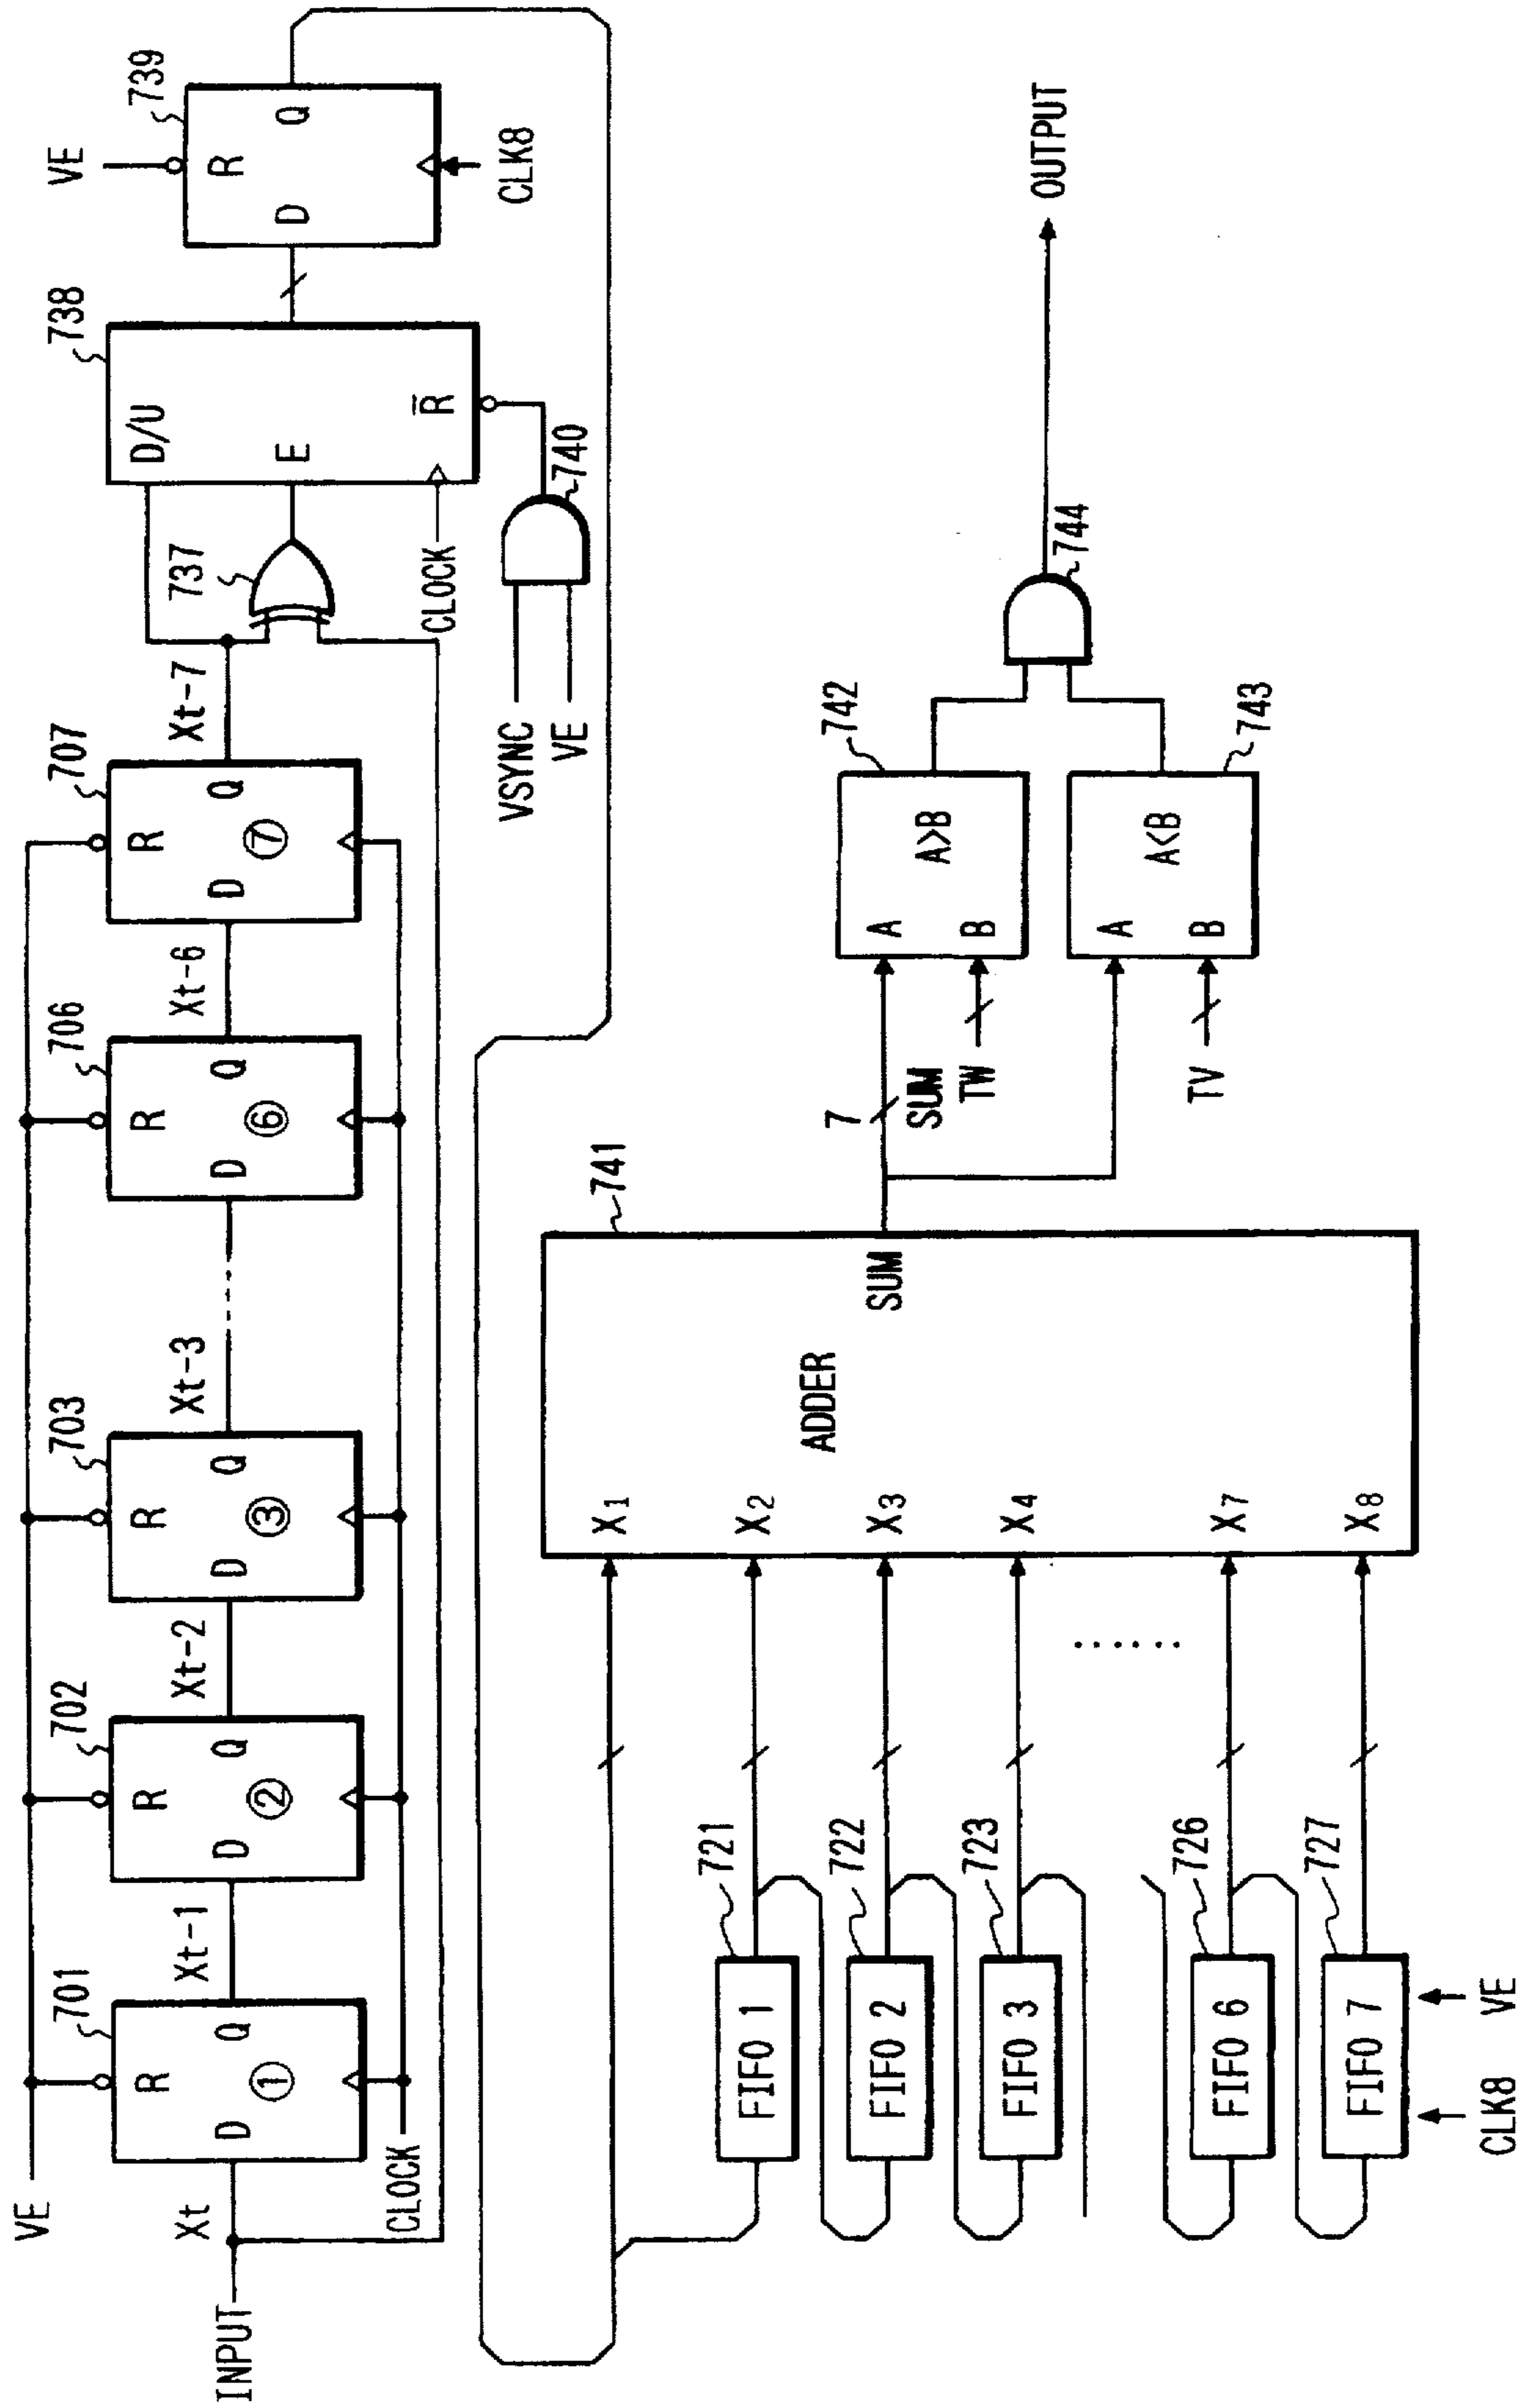 VE
701
702
703
706
707
R
R
R
R
R
INPUT
Xt
D
①
Q
Xt-1
D
②
Q
Xt-2
D
③
Q
Xt-3
D
⑥
Q
Xt-6
D
⑦
Q
Xt-7
CLOCK
737
738
D/U
E
R̅
CLOCK
VSYNC
VE
740
VE
739
R
D
Q
CLK8
FIFO 1
721
FIFO 2
722
FIFO 3
723
FIFO 6
726
FIFO 7
727
CLK8
VE
X1
X2
X3
X4
......
X7
X8
ADDER
SUM
741
7
SUM
TW
TV
742
A
B
A>B
743
A
B
A<B
744
OUTPUT